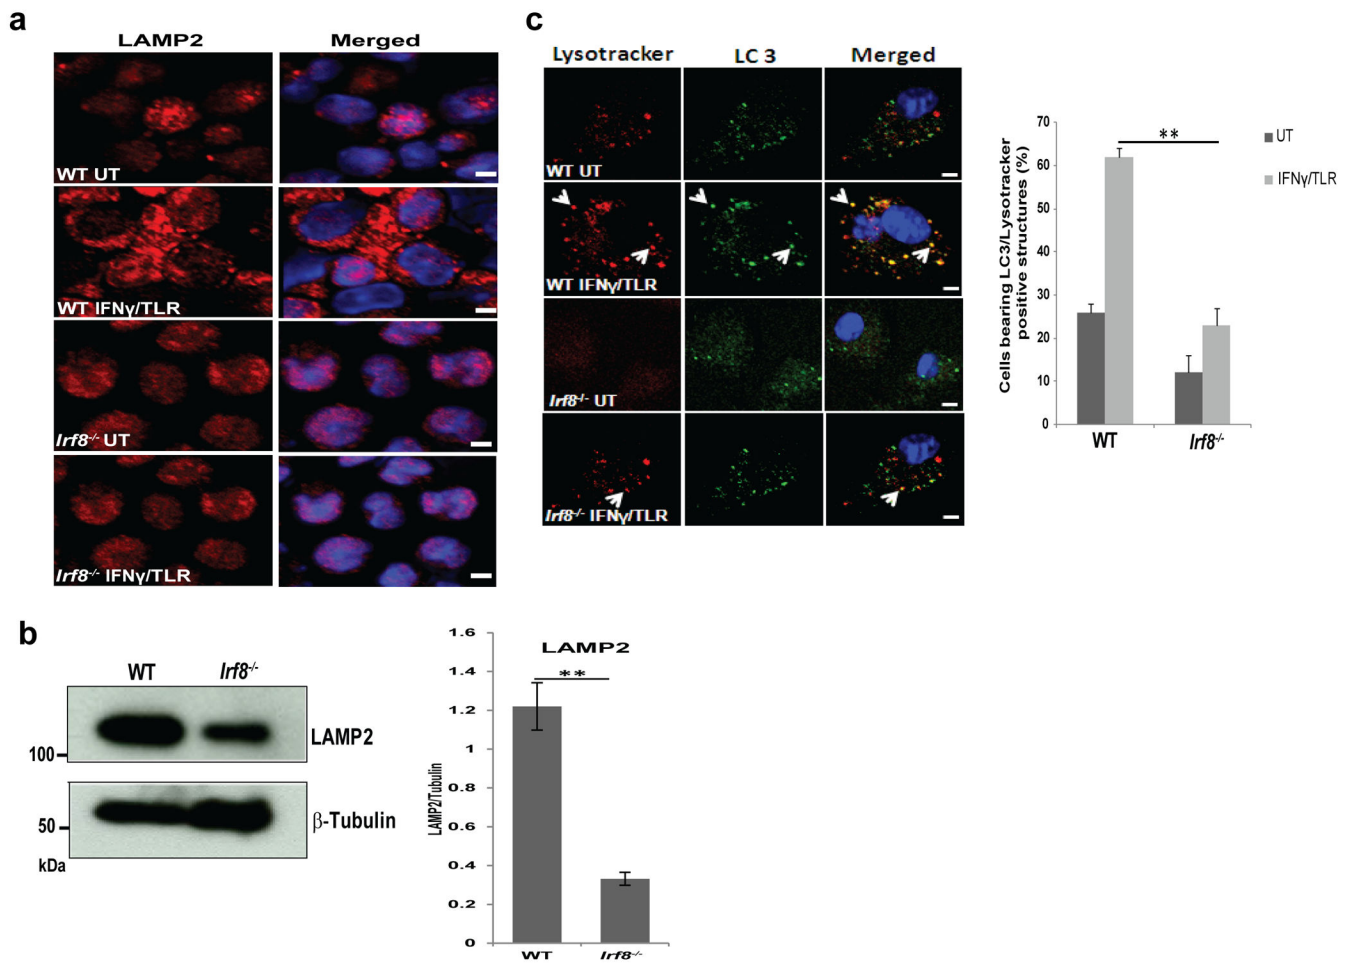 a
LAMP2 Merged
WT UT
WT IFNγ/TLR
Irf8-/- UT
Irf8-/- IFNγ/TLR
c
Lysotracker LC 3 Merged
WT UT
WT IFNγ/TLR
Irf8-/- UT
Irf8-/- IFNγ/TLR
Cells bearing LC3/Lysotracker
positive structures (%)
70
60
50
40
30
20
10
0
**
WT Irf8-/-
UT
IFNγ/TLR
b
WT Irf8-/-
LAMP2
100
β-Tubulin
50
kDa
LAMP2/Tubulin
LAMP2
**
1.6
1.4
1.2
1
0.8
0.6
0.4
0.2
0
WT Irf8-/-